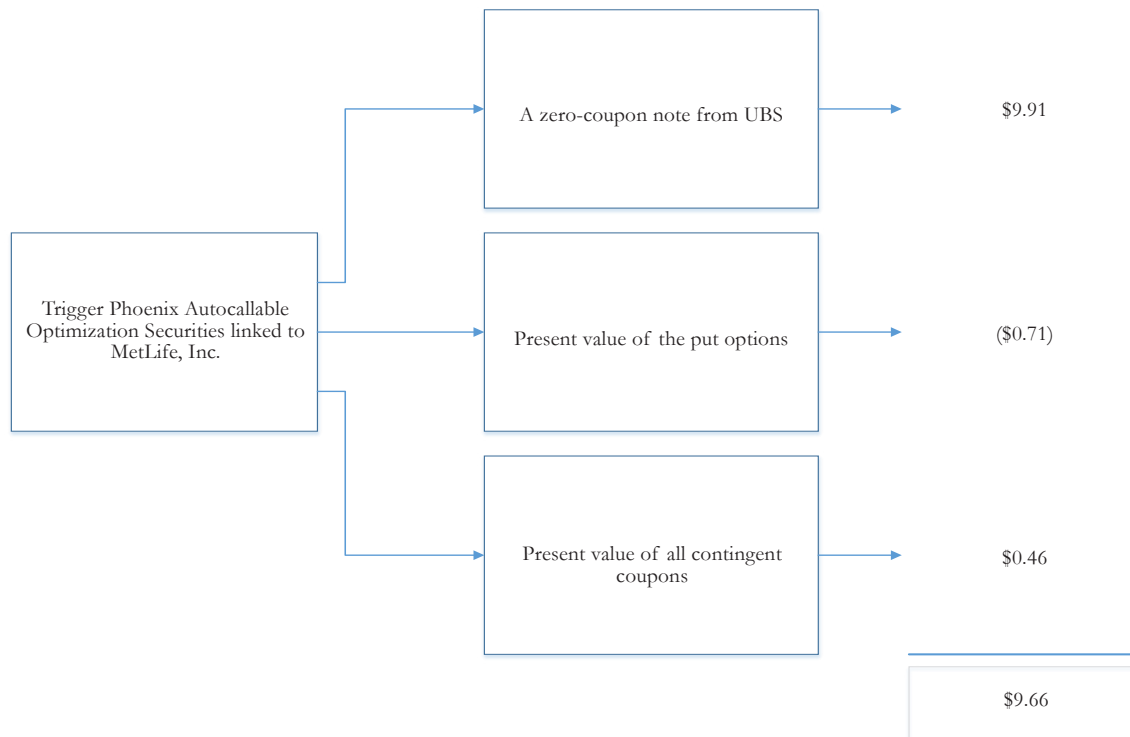 A zero-coupon note from UBS
$9.91
Trigger Phoenix Autocallable
Optimization Securities linked to
MetLife, Inc.
Present value of the put options
($0.71)
Present value of all contingent
coupons
$0.46
$9.66